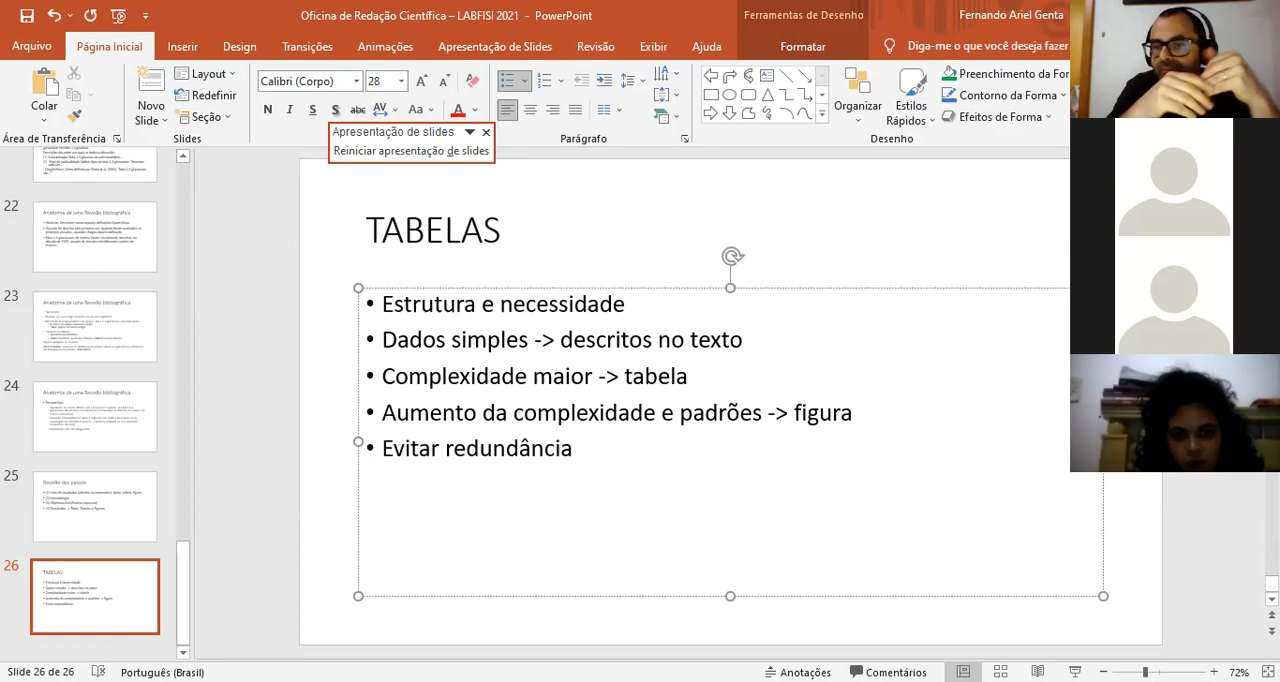 Oficina de Redação Científica – LABFISI 2021 - PowerPoint
Ferramentas de Desenho
Fernando Ariel Genta
Arquivo
Página Inicial
Inserir
Design
Transições
Animações
Apresentação de Slides
Revisão
Exibir
Ajuda
Formatar
Diga-me o que você deseja fazer
Colar
Novo
Slide
Layout
Redefinir
Seção
Calibri (Corpo)
28
N I S S abc AV Aa A
Organizar
Estilos
Rápidos
Preenchimento da For
Contorno da Forma
Efeitos de Forma
Área de Transferência
Slides
Parágrafo
Desenho
Apresentação de slides
Reiniciar apresentação de slides
22
Anatomia de uma Revisão bibliográfica
23
Anatomia de uma Revisão bibliográfica
24
Anatomia de uma Revisão bibliográfica
25
Revisão dos passos
26
TABELAS
TABELAS
• Estrutura e necessidade
• Dados simples -> descritos no texto
• Complexidade maior -> tabela
• Aumento da complexidade e padrões -> figura
• Evitar redundância
Slide 26 de 26
Português (Brasil)
Anotações
Comentários
72%